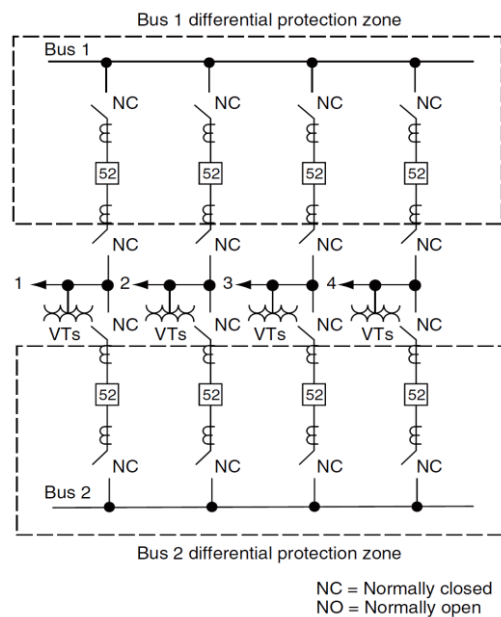 Bus 1 differential protection zone
Bus 1
NC NC NC NC
52 52 52 52
NC NC NC NC
1 2 3 4
VTs VTs VTs VTs
NC NC NC NC
52 52 52 52
NC NC NC NC
Bus 2
Bus 2 differential protection zone
NC = Normally closed
NO = Normally open